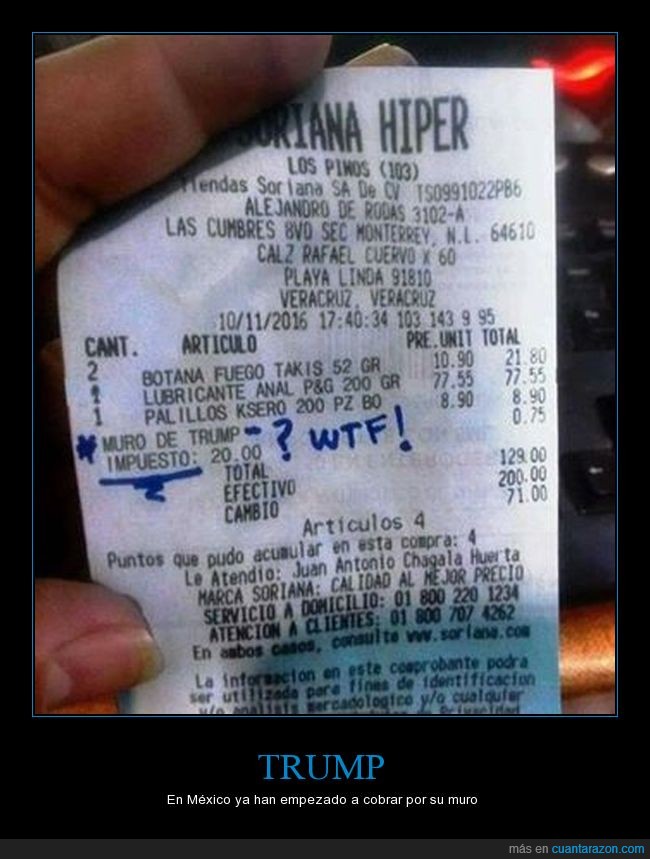 SORIANA HIPER
LOS PINOS (103)
Tiendas Soriana SA De CV TSO991022PB6
ALEJANDRO DE RODAS 3102-A
LAS CUMBRES 8VO SEC MONTERREY, N.L. 64610
CALZ RAFAEL CUERVO X 60
PLAYA LINDA 91810
VERACRUZ, VERACRUZ
10/11/2016 17:40:34 103 143 9 95
CANT. ARTICULO PRE.UNIT TOTAL
2 BOTANA FUEGO TAKIS 52 GR 10.90 21.80
1 LUBRICANTE ANAL P&G 200 GR 77.55 77.55
1 PALILLOS KSERO 200 PZ BO 8.90 8.90
* MURO DE TRUMP - ? WTF! 0.75
IMPUESTO: 20.00
TOTAL 129.00
EFECTIVO 200.00
CAMBIO 71.00
Articulos 4
Puntos que pudo acumular en esta compra: 4
Le Atendio: Juan Antonio Chagala Huerta
MARCA SORIANA: CALIDAD AL MEJOR PRECIO
SERVICIO A DOMICILIO: 01 800 220 1234
ATENCION A CLIENTES: 01 800 707 4262
En ambos casos, consulte www.soriana.com
La informacion en este comprobante podra
ser utilizada para fines de identificacion
y/o analisis mercadologico y/o cualquier
Privacidad
TRUMP
En México ya han empezado a cobrar por su muro
más en cuantarazon.com